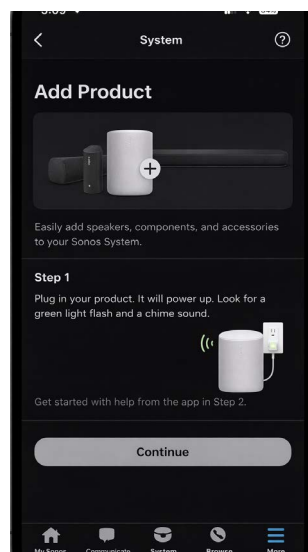 System
Add Product
Easily add speakers, components, and accessories
to your Sonos System.
Step 1
Plug in your product. It will power up. Look for a
green light flash and a chime sound.
Get started with help from the app in Step 2.
Continue
My Sonos Communicate System Browse More